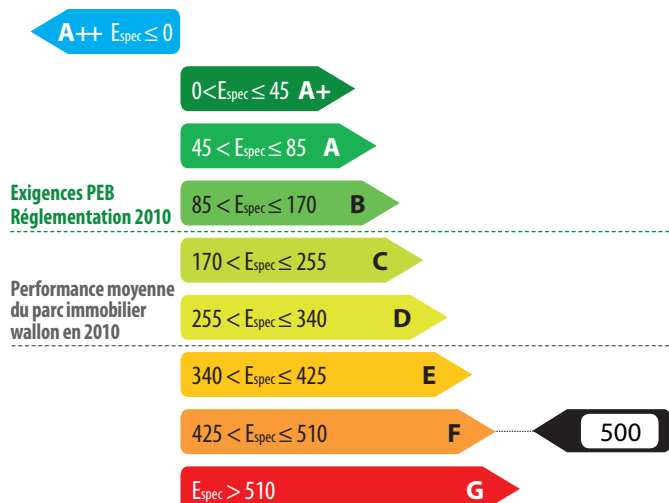 A++ Espec ≤ 0
0<Espec ≤ 45 A+
45 < Espec ≤ 85 A
Exigences PEB
Réglementation 2010
85 < Espec ≤ 170 B
170 < Espec ≤ 255 C
Performance moyenne
du parc immobilier
wallon en 2010
255 < Espec ≤ 340 D
340 < Espec ≤ 425 E
425 < Espec ≤ 510 F 500
Espec > 510 G